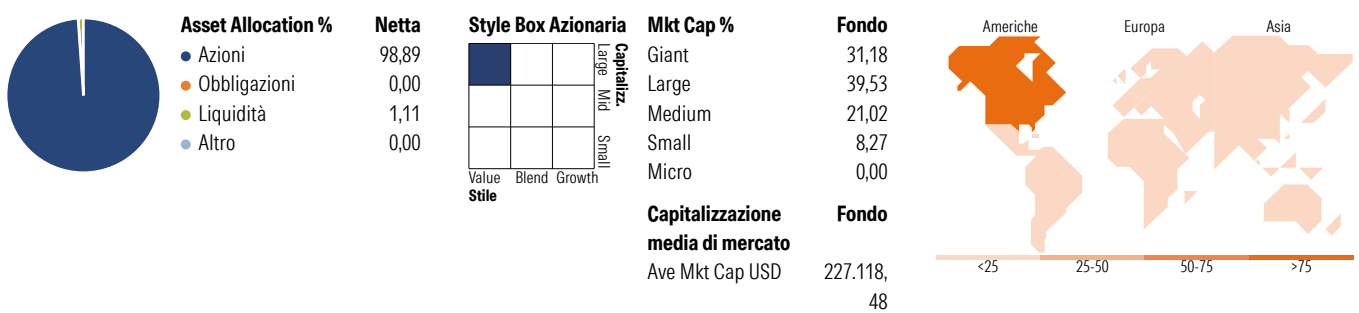 Asset Allocation % Netta
Azioni 98,89
Obbligazioni 0,00
Liquidità 1,11
Altro 0,00
Style Box Azionaria
Large Mid Small
Capitalizz.
Value Blend Growth
Stile
Mkt Cap % Fondo
Giant 31,18
Large 39,53
Medium 21,02
Small 8,27
Micro 0,00
Capitalizzazione Fondo
media di mercato
Ave Mkt Cap USD 227.118,
48
Americhe Europa Asia
<25 25-50 50-75 >75